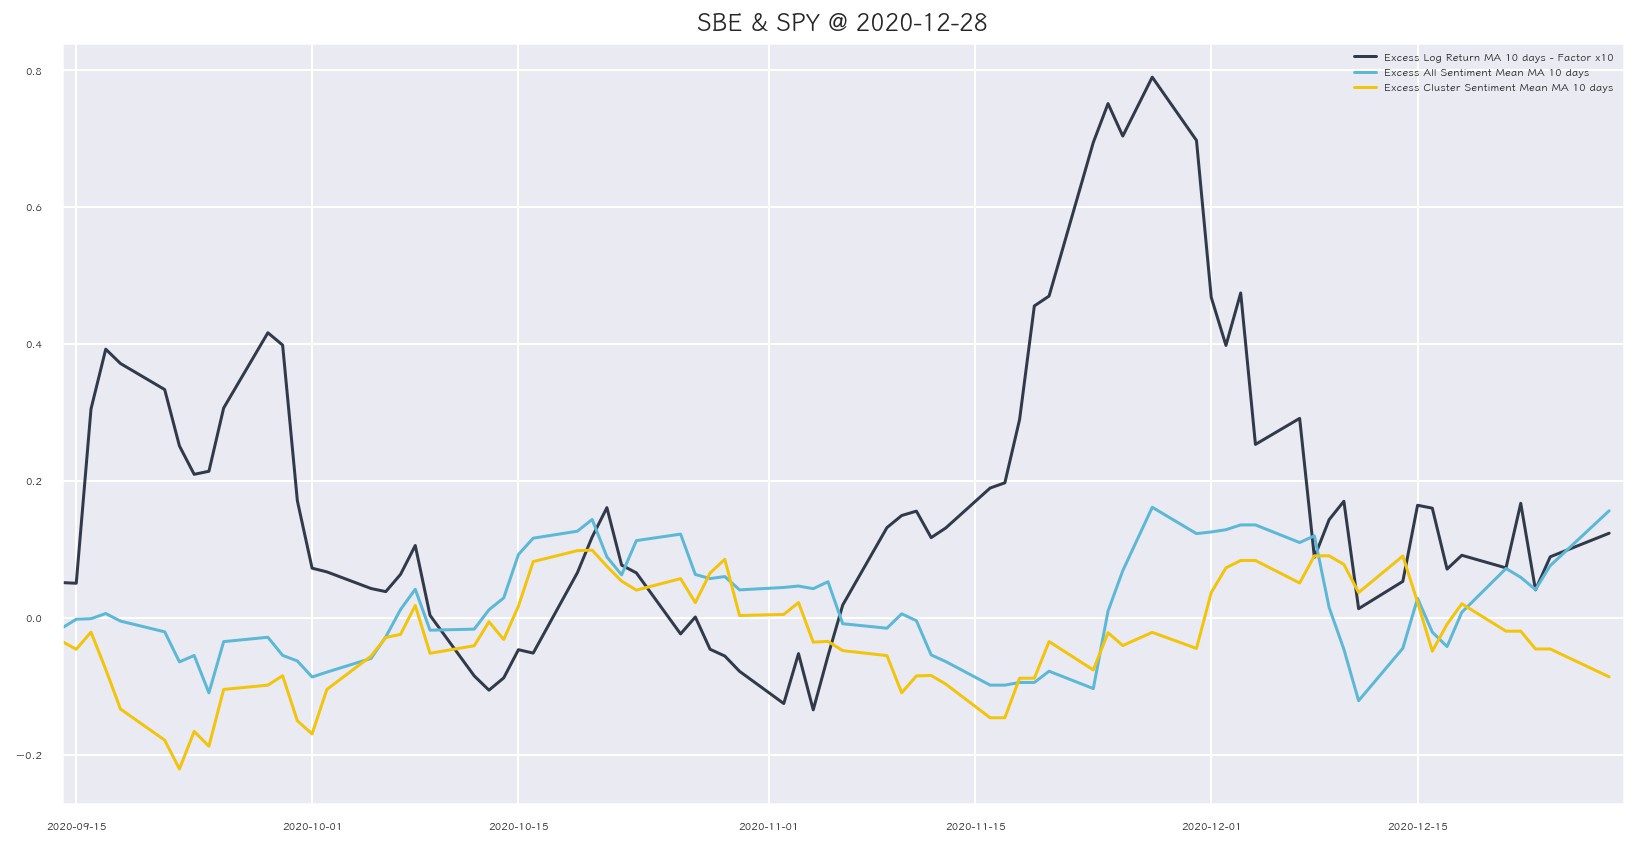 SBE & SPY @ 2020-12-28
Excess Log Return MA 10 days - Factor x10
Excess All Sentiment Mean MA 10 days
Excess Cluster Sentiment Mean MA 10 days
0.8
0.6
0.4
0.2
0.0
−0.2
2020-09-15 2020-10-01 2020-10-15 2020-11-01 2020-11-15 2020-12-01 2020-12-15